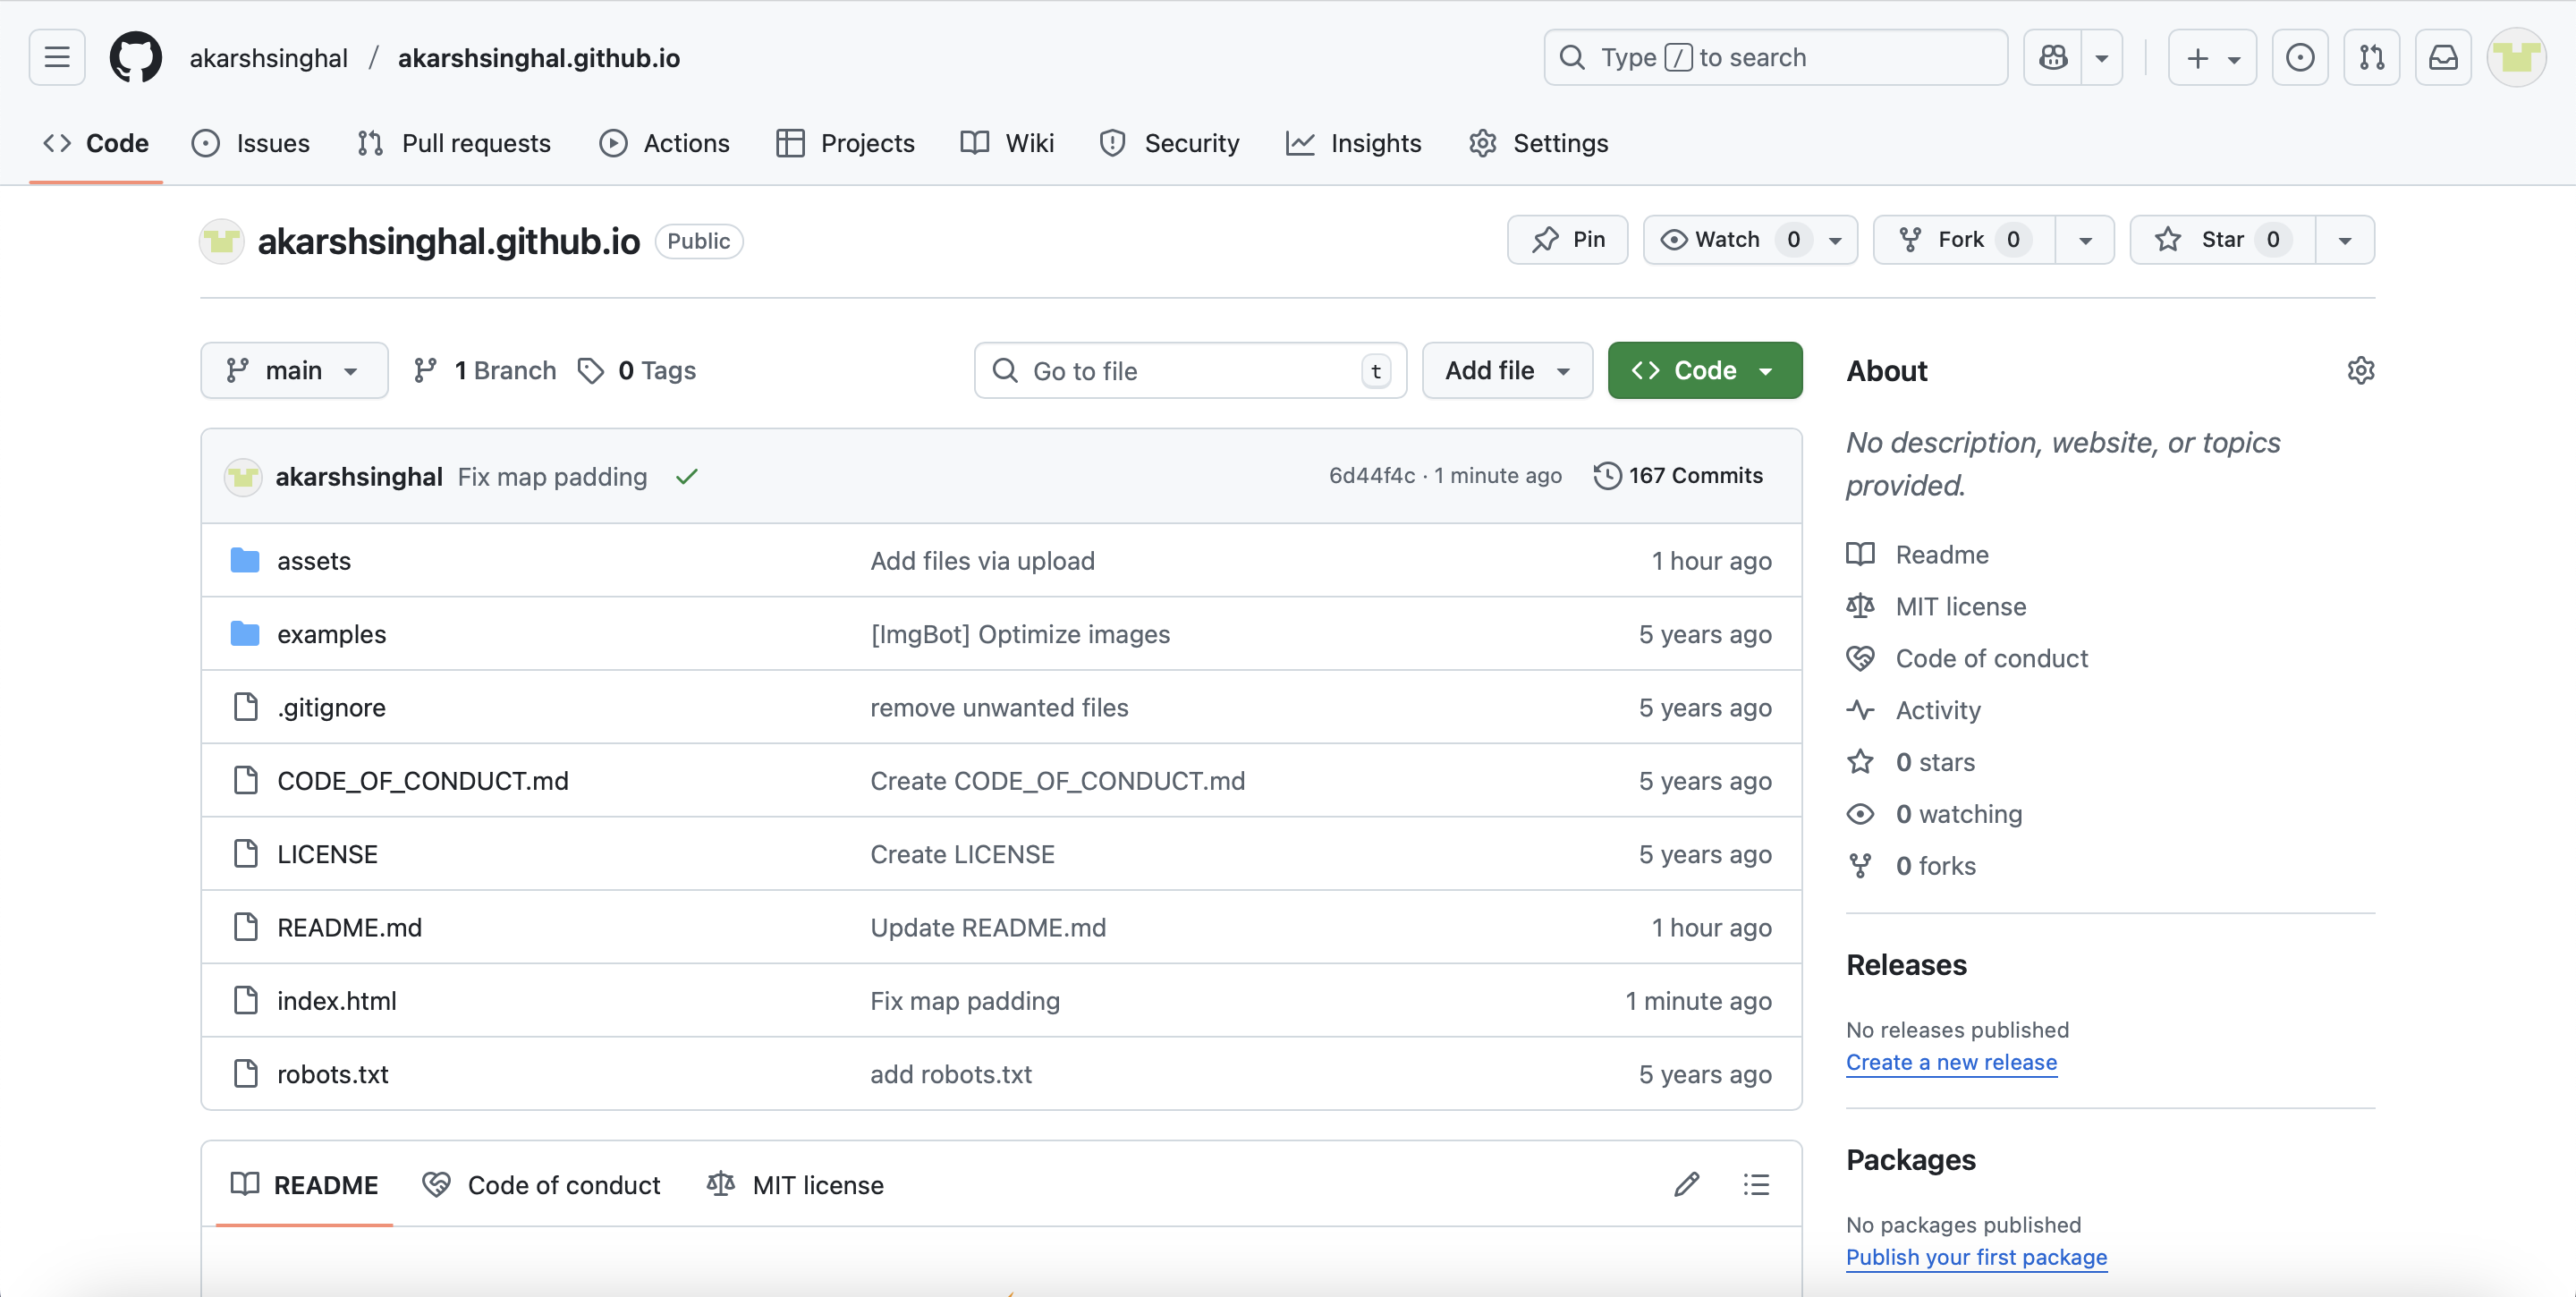 akarshsinghal / akarshsinghal.github.io
Type / to search
Code Issues Pull requests Actions Projects Wiki Security Insights Settings
akarshsinghal.github.io Public
Pin Watch 0 Fork 0 Star 0
main 1 Branch 0 Tags Go to file t Add file Code
akarshsinghal Fix map padding 6d44f4c · 1 minute ago 167 Commits
assets Add files via upload 1 hour ago
examples [ImgBot] Optimize images 5 years ago
.gitignore remove unwanted files 5 years ago
CODE_OF_CONDUCT.md Create CODE_OF_CONDUCT.md 5 years ago
LICENSE Create LICENSE 5 years ago
README.md Update README.md 1 hour ago
index.html Fix map padding 1 minute ago
robots.txt add robots.txt 5 years ago
README Code of conduct MIT license
About
No description, website, or topics
provided.
Readme
MIT license
Code of conduct
Activity
0 stars
0 watching
0 forks
Releases
No releases published
Create a new release
Packages
No packages published
Publish your first package